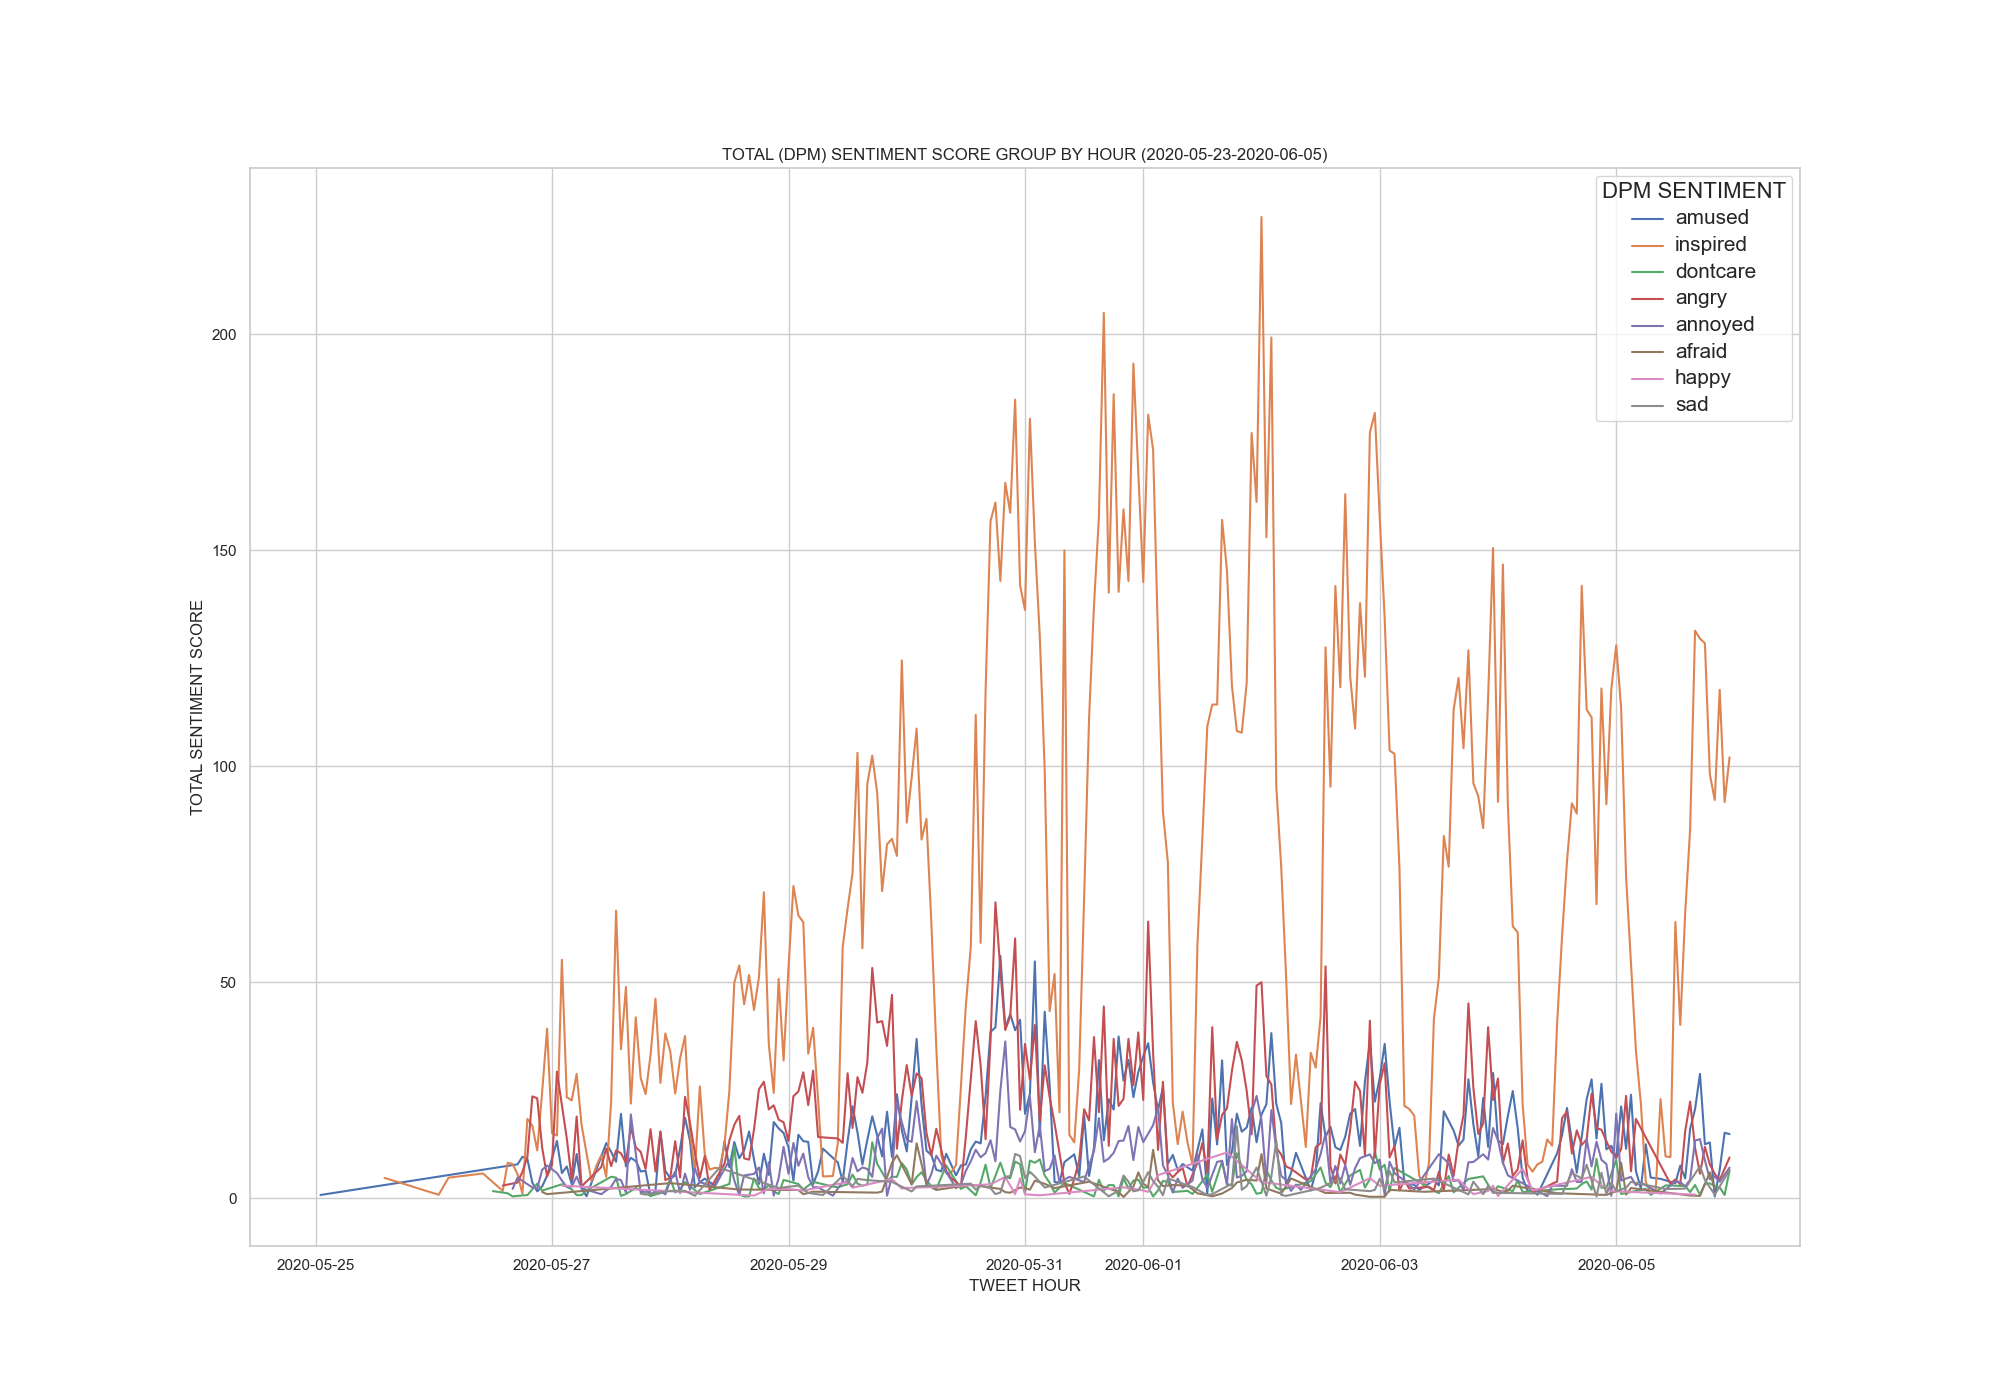 TOTAL (DPM) SENTIMENT SCORE GROUP BY HOUR (2020-05-23-2020-06-05)
DPM SENTIMENT
amused
inspired
dontcare
angry
annoyed
afraid
happy
sad
TOTAL SENTIMENT SCORE
200
150
100
50
0
2020-05-25
2020-05-27
2020-05-29
2020-05-31
2020-06-01
2020-06-03
2020-06-05
TWEET HOUR